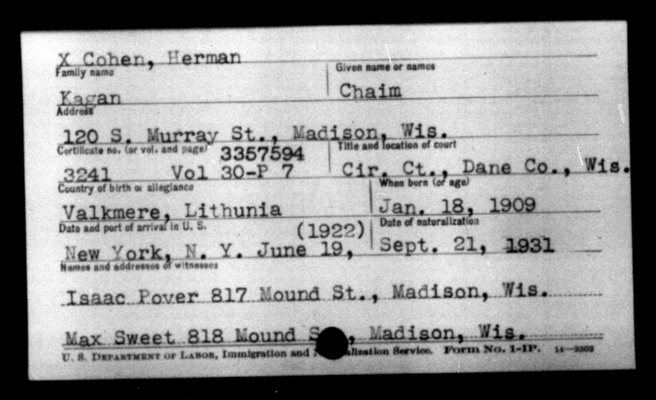 X Cohen, Herman
Family name Given name or names
Kagan Chaim
Address
120 S. Murray St., Madison, Wis.
Certificate no. (or vol. and page) 3357594 Title and location of court
3241 Vol 30-P 7 Cir. Ct., Dane Co., Wis.
Country of birth or allegiance When born (or age)
Valkmere, Lithunia Jan. 18, 1909
Date and port of arrival in U. S. (1922) Date of naturalization
New York, N. Y. June 19, Sept. 21, 1931
Names and addresses of witnesses
Isaac Pover 817 Mound St., Madison, Wis.
Max Sweet 818 Mound , Madison, Wis.
U. S. DEPARTMENT OF LABOR, Immigration and Service. Form No. 1-IP. 14—2202